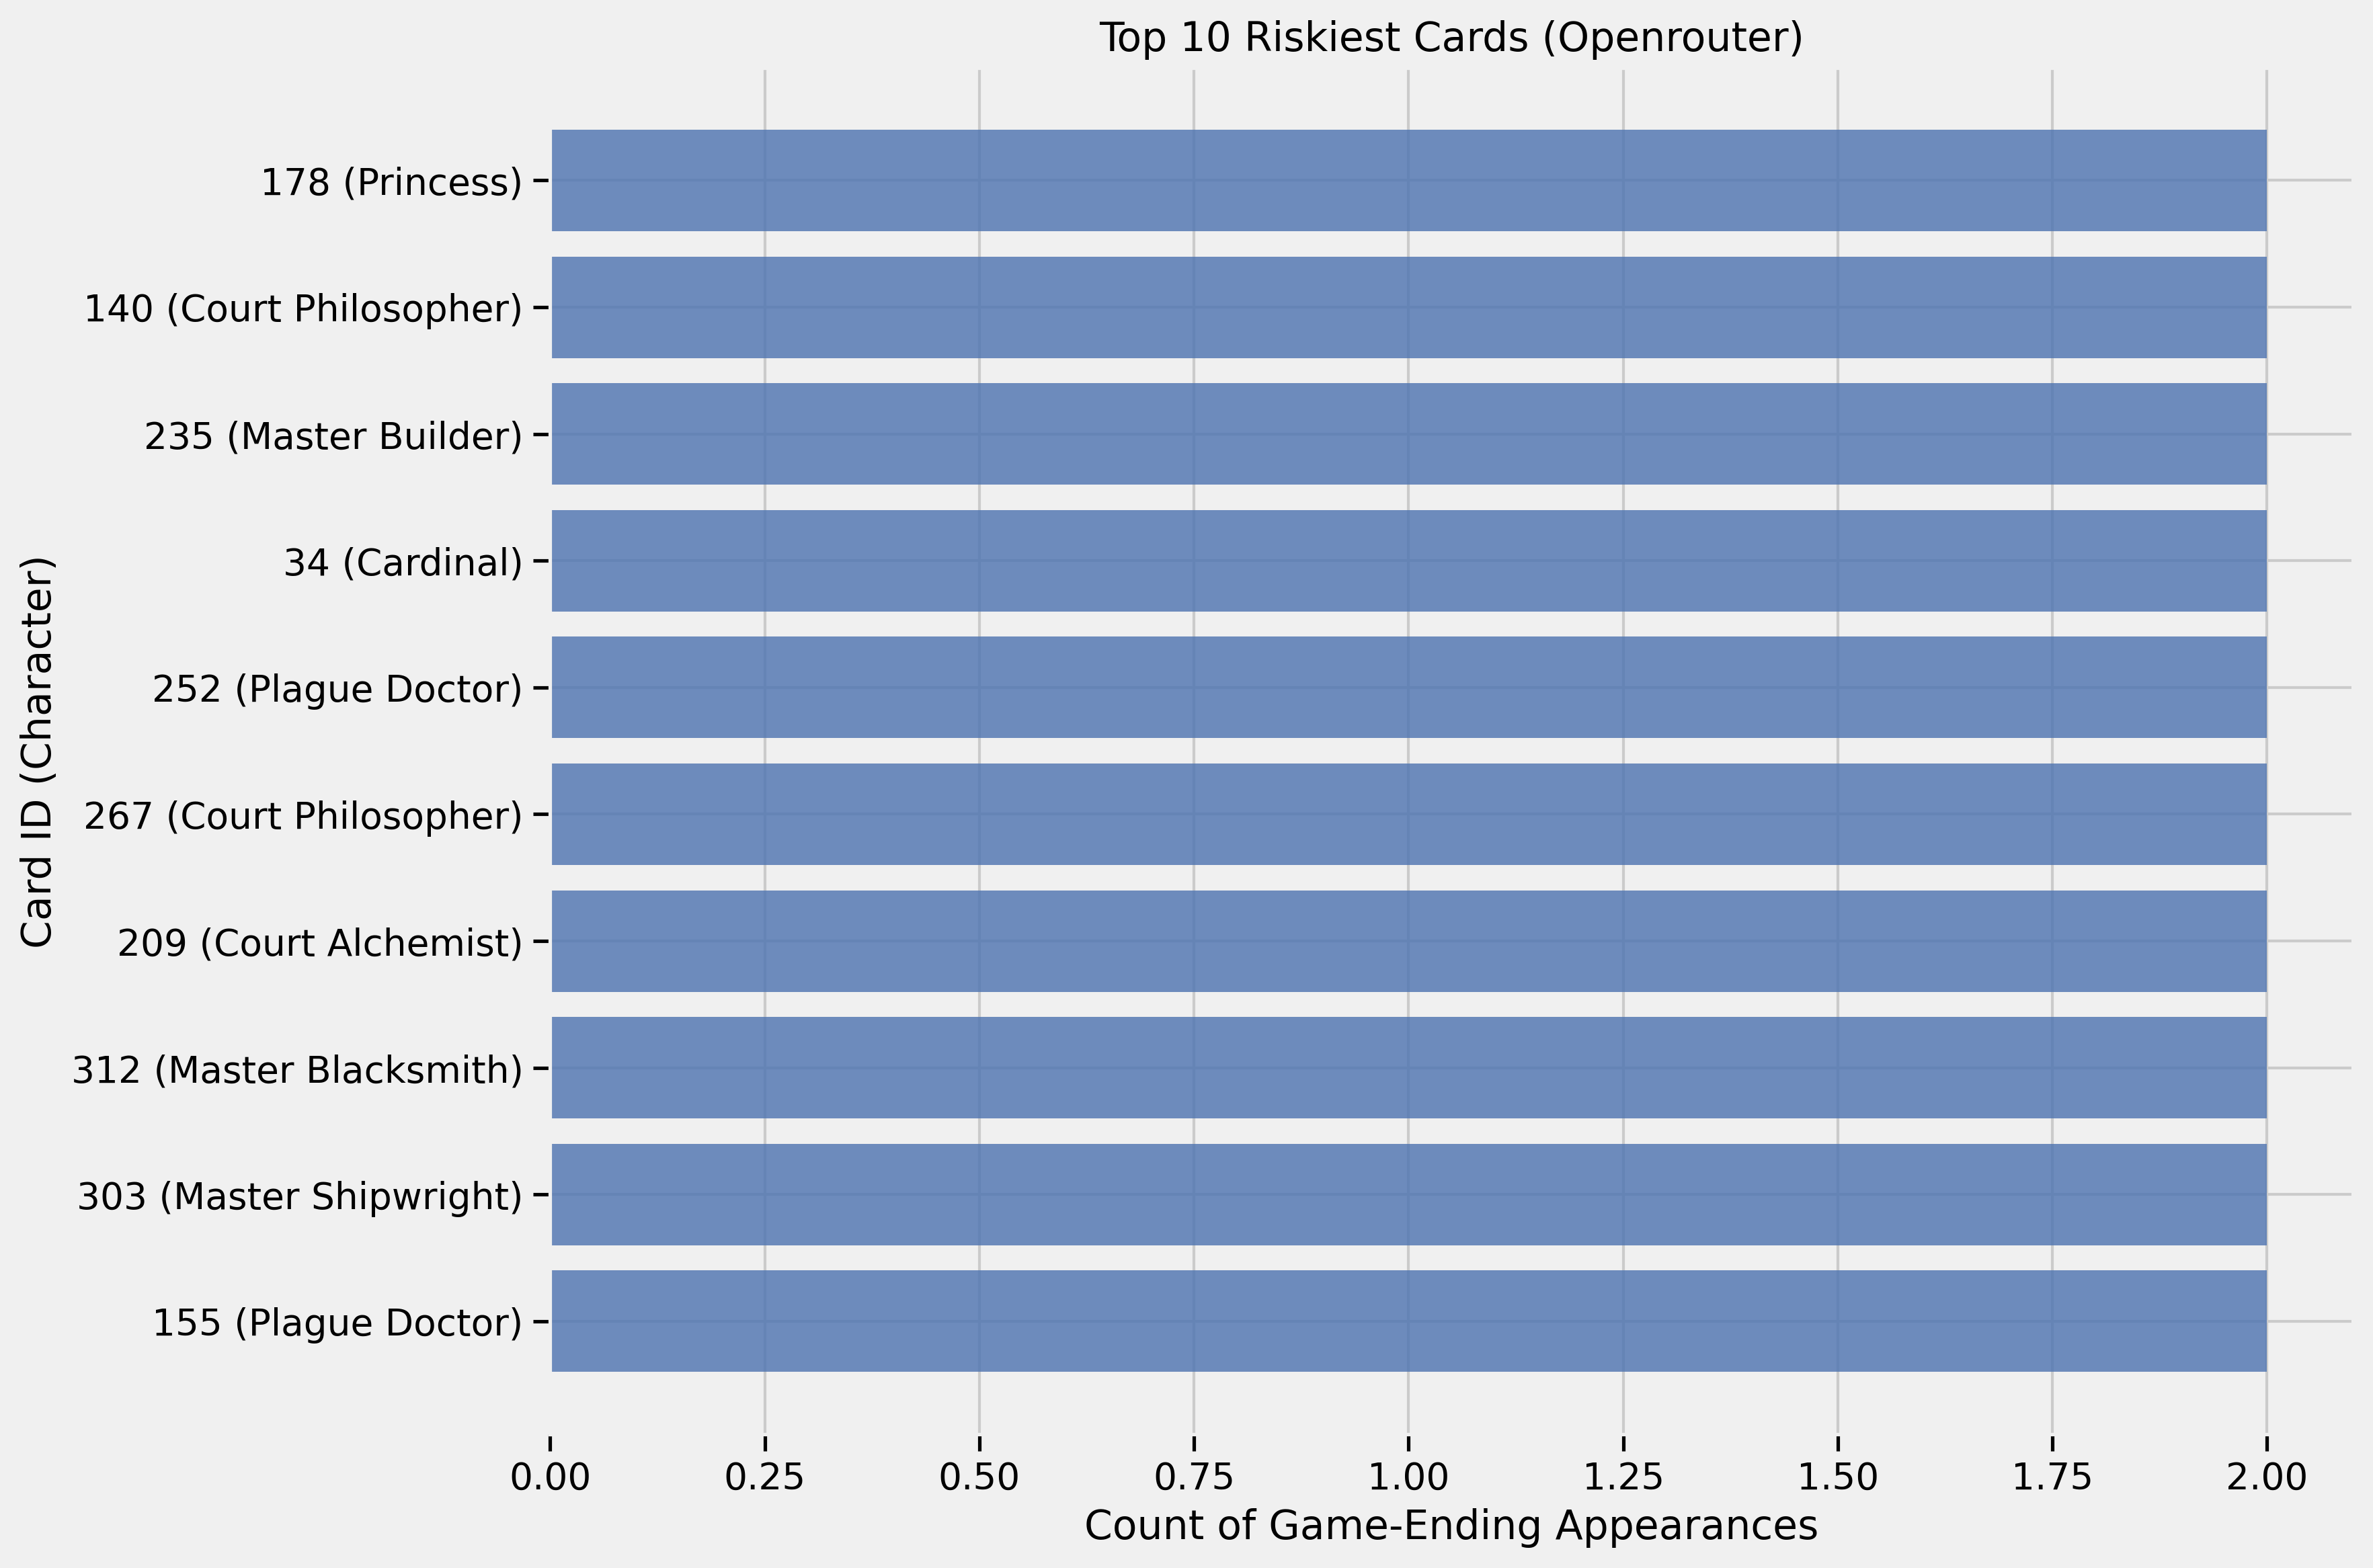 Top 10 Riskiest Cards (Openrouter)
Card ID (Character)
178 (Princess)
140 (Court Philosopher)
235 (Master Builder)
34 (Cardinal)
252 (Plague Doctor)
267 (Court Philosopher)
209 (Court Alchemist)
312 (Master Blacksmith)
303 (Master Shipwright)
155 (Plague Doctor)
0.00 0.25 0.50 0.75 1.00 1.25 1.50 1.75 2.00
Count of Game-Ending Appearances